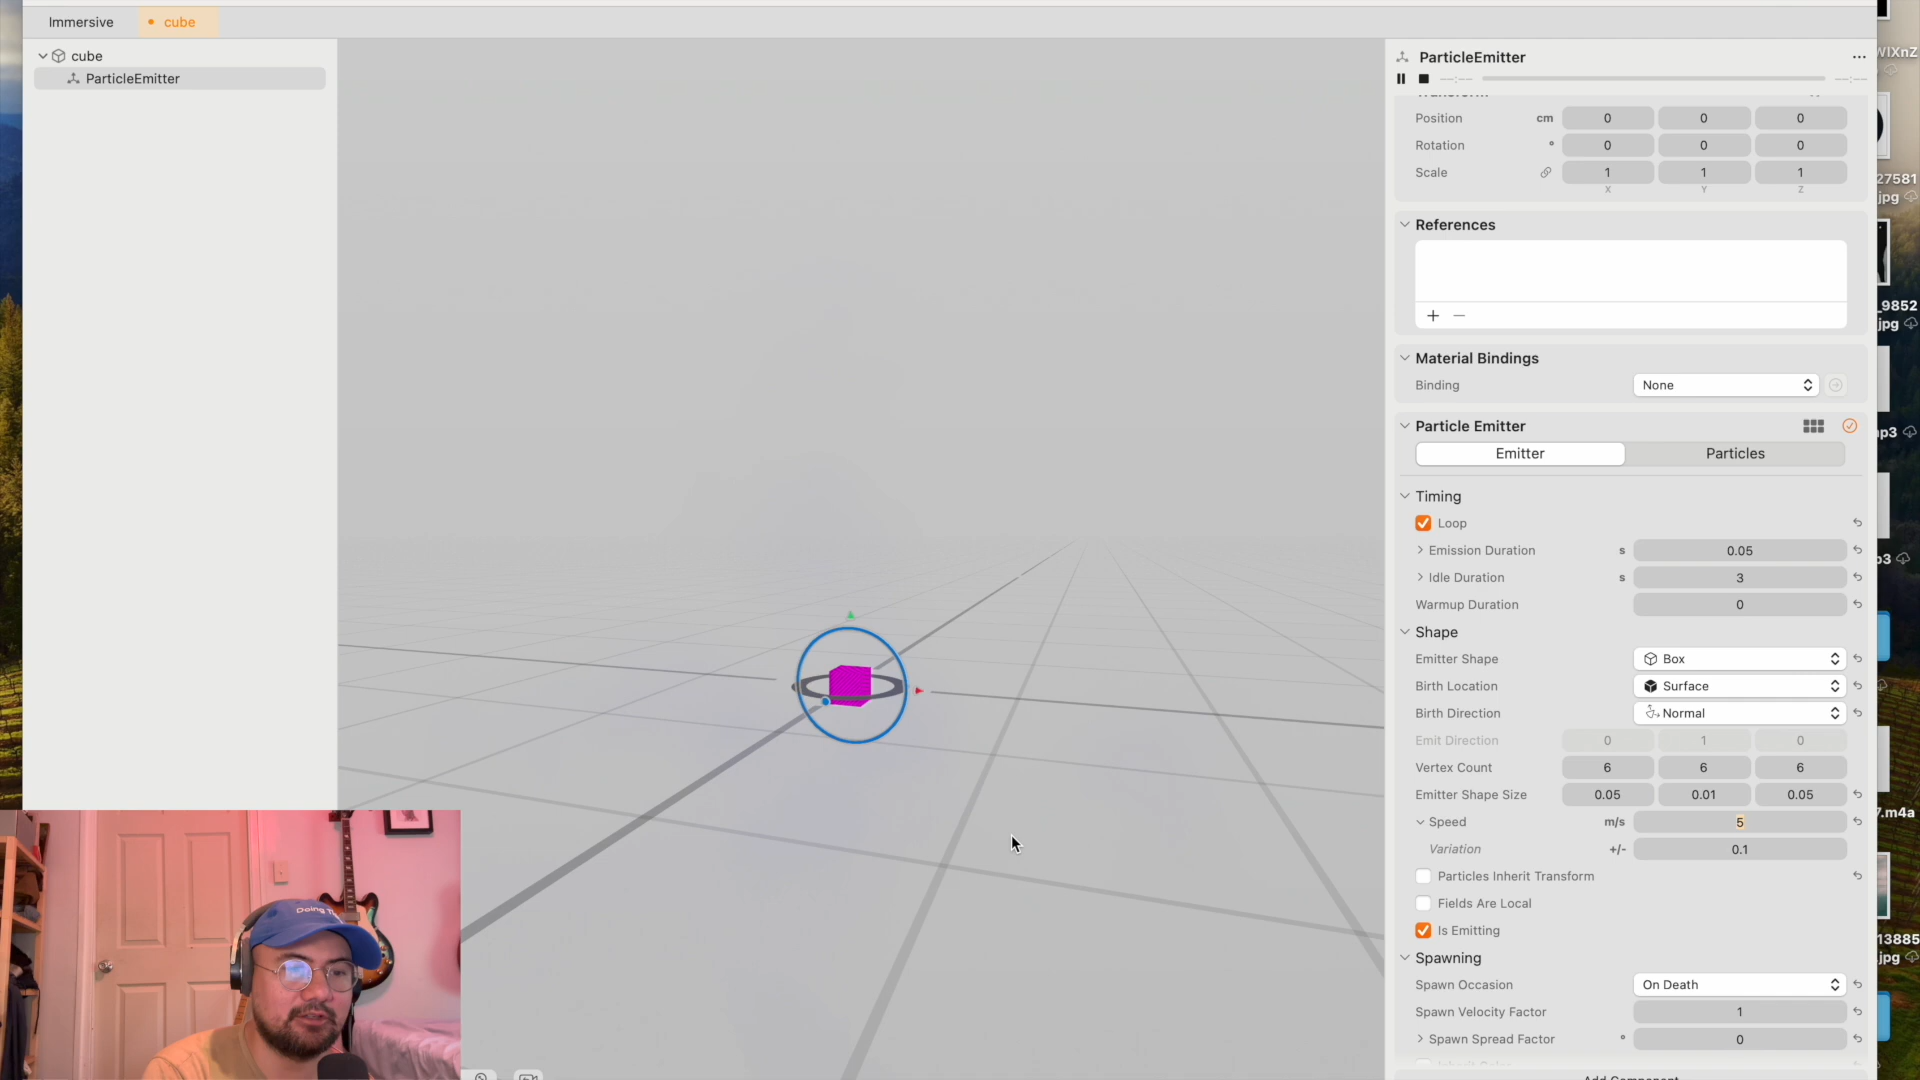 Immersive
cube
cube
ParticleEmitter
ParticleEmitter
Position cm 0 0 0
Rotation ° 0 0 0
Scale 1 1 1
X Y Z
References
+ −
Material Bindings
Binding None
Particle Emitter
Emitter Particles
Timing
Loop
Emission Duration s 0.05
Idle Duration s 3
Warmup Duration 0
Shape
Emitter Shape Box
Birth Location Surface
Birth Direction Normal
Emit Direction 0 1 0
Vertex Count 6 6 6
Emitter Shape Size 0.05 0.01 0.05
Speed m/s 5
Variation +/- 0.1
Particles Inherit Transform
Fields Are Local
Is Emitting
Spawning
Spawn Occasion On Death
Spawn Velocity Factor 1
Spawn Spread Factor ° 0
WIXnZ
27581
jpg
_9852
jpg
p3
p3
7.m4a
13885
.jpg
Doing